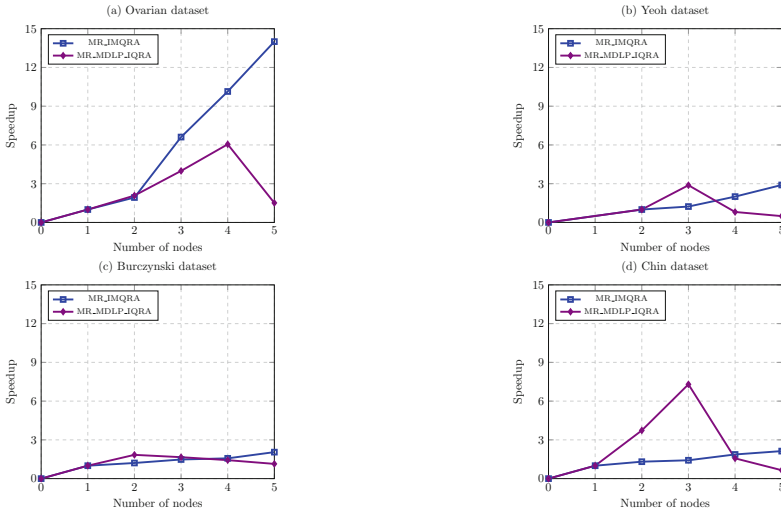 (a) Ovarian dataset
15
12
9
6
3
0
Speedup
MR_IMQRA
MR_MDLP_IQRA
0 1 2 3 4 5
Number of nodes
(b) Yeoh dataset
15
12
9
6
3
0
Speedup
MR_IMQRA
MR_MDLP_IQRA
0 1 2 3 4 5
Number of nodes
(c) Burczynski dataset
15
12
9
6
3
0
Speedup
MR_IMQRA
MR_MDLP_IQRA
0 1 2 3 4 5
Number of nodes
(d) Chin dataset
15
12
9
6
3
0
Speedup
MR_IMQRA
MR_MDLP_IQRA
0 1 2 3 4 5
Number of nodes